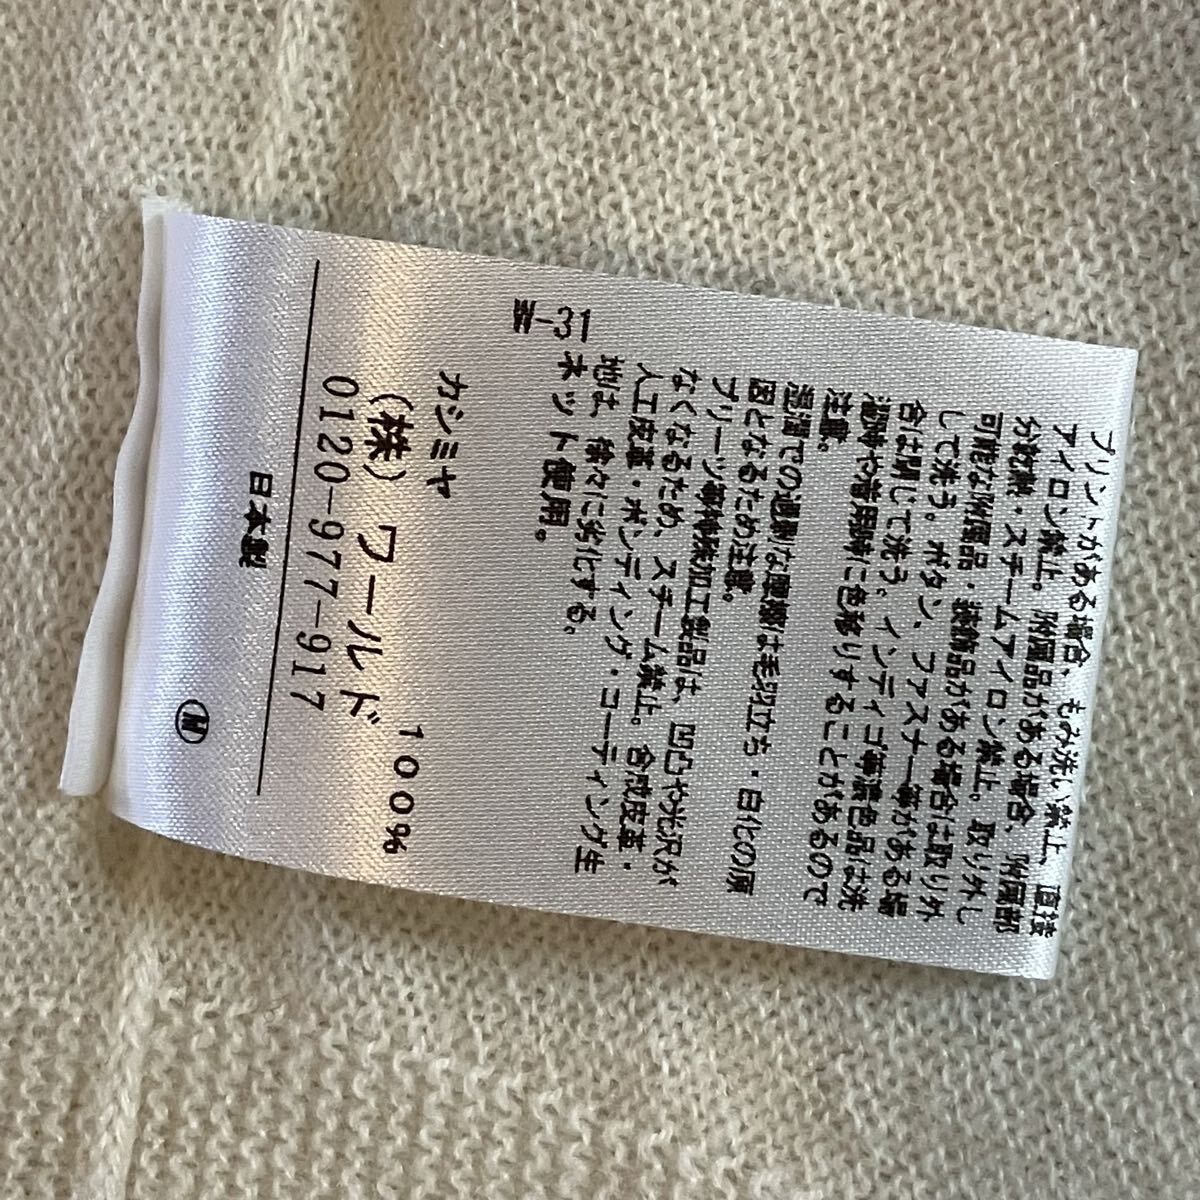 プリントがある場合、もみ洗い禁止、直接
アイロン禁止。附属品がある場合、附属部
分乾燥・スチームアイロン禁止。取り外し
可能な附属品・装飾品がある場合は取り外
して洗う。ボタン、ファスナー等がある場
合は閉じて洗う。インディゴ等濃色品は洗
濯時や着用時に色移りすることがあるので
注意。
湿潤での過剰な摩擦は毛羽立ち・白化の原
因となるため注意。
プリーツ等特殊加工製品は、凹凸や光沢が
なくなるため、スチーム禁止。合成皮革・
人工皮革・ボンディング・コーティング生
地は、徐々に劣化する。
ネット使用。
W-31
カシミヤ 100%
(株)ワールド
0120-977-917
日本製
M